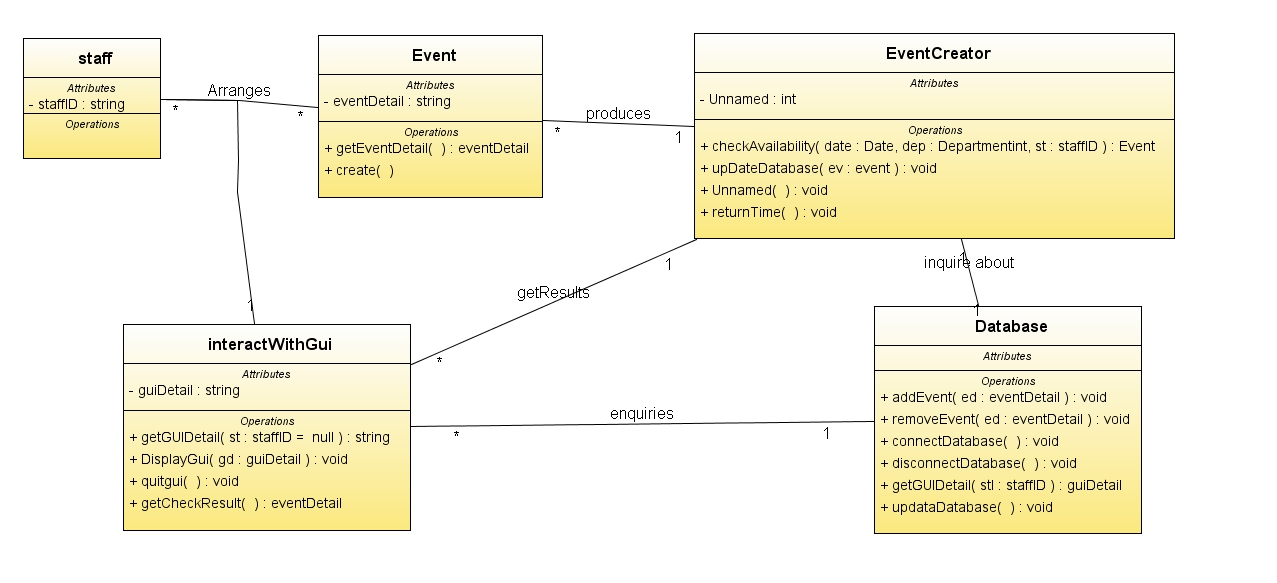 staff
Attributes
- staffID : string
Operations
Arranges
*
*
Event
Attributes
- eventDetail : string
Operations
+ getEventDetail( ) : eventDetail
+ create( )
produces
*
1
EventCreator
Attributes
- Unnamed : int
Operations
+ checkAvailability( date : Date, dep : Departmentint, st : staffID ) : Event
+ upDateDatabase( ev : event ) : void
+ Unnamed( ) : void
+ returnTime( ) : void
1
getResults
1
*
1
inquire about
1
interactWithGui
Attributes
- guiDetail : string
Operations
+ getGUIDetail( st : staffID = null ) : string
+ DisplayGui( gd : guiDetail ) : void
+ quitgui( ) : void
+ getCheckResult( ) : eventDetail
enquiries
*
1
Database
Attributes
Operations
+ addEvent( ed : eventDetail ) : void
+ removeEvent( ed : eventDetail ) : void
+ connectDatabase( ) : void
+ disconnectDatabase( ) : void
+ getGUIDetail( stI : staffID ) : guiDetail
+ updataDatabase( ) : void